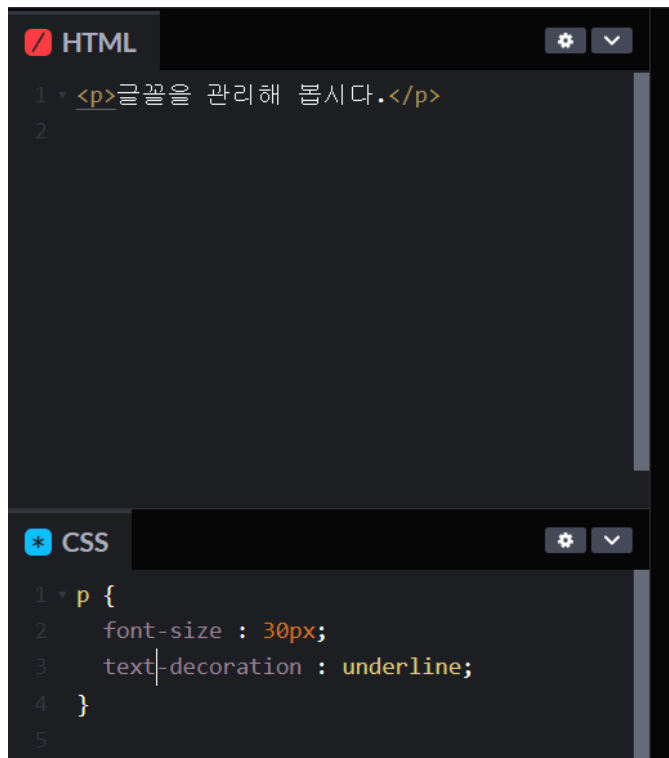 HTML
1 <p>글꼴을 관리해 봅시다.</p>
2
CSS
1 p {
2 font-size : 30px;
3 text-decoration : underline;
4 }
5